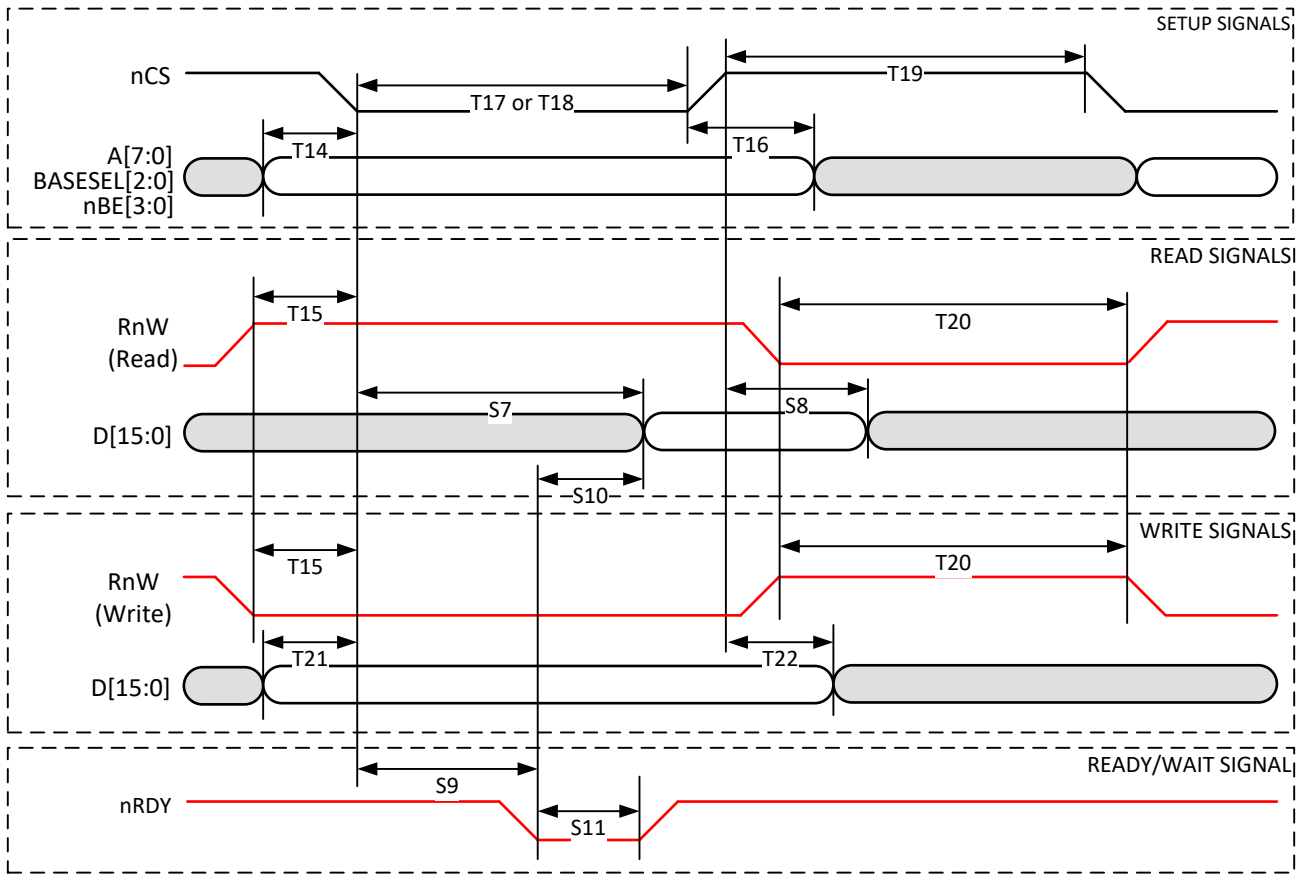 SETUP SIGNALS
nCS
T19
T17 or T18
T14
T16
A[7:0]
BASESEL[2:0]
nBE[3:0]
READ SIGNALS
T15
T20
RnW
(Read)
S7
S8
D[15:0]
S10
WRITE SIGNALS
T15
T20
RnW
(Write)
T21
T22
D[15:0]
READY/WAIT SIGNAL
S9
nRDY
S11